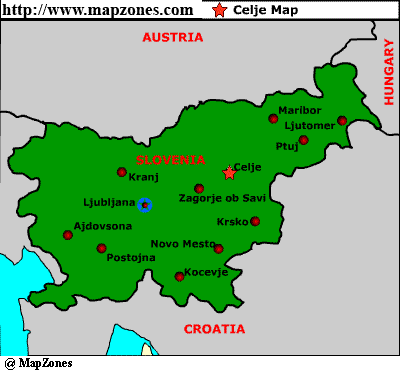 http://www.mapzones.com
Celje Map
AUSTRIA
HUNGARY
Maribor
Ljutomer
Ptuj
SLOVENIA
Celje
Kranj
Zagorje ob Savi
Ljubljana
Krsko
Ajdovsona
Novo Mesto
Postojna
Kocevje
CROATIA
@ MapZones